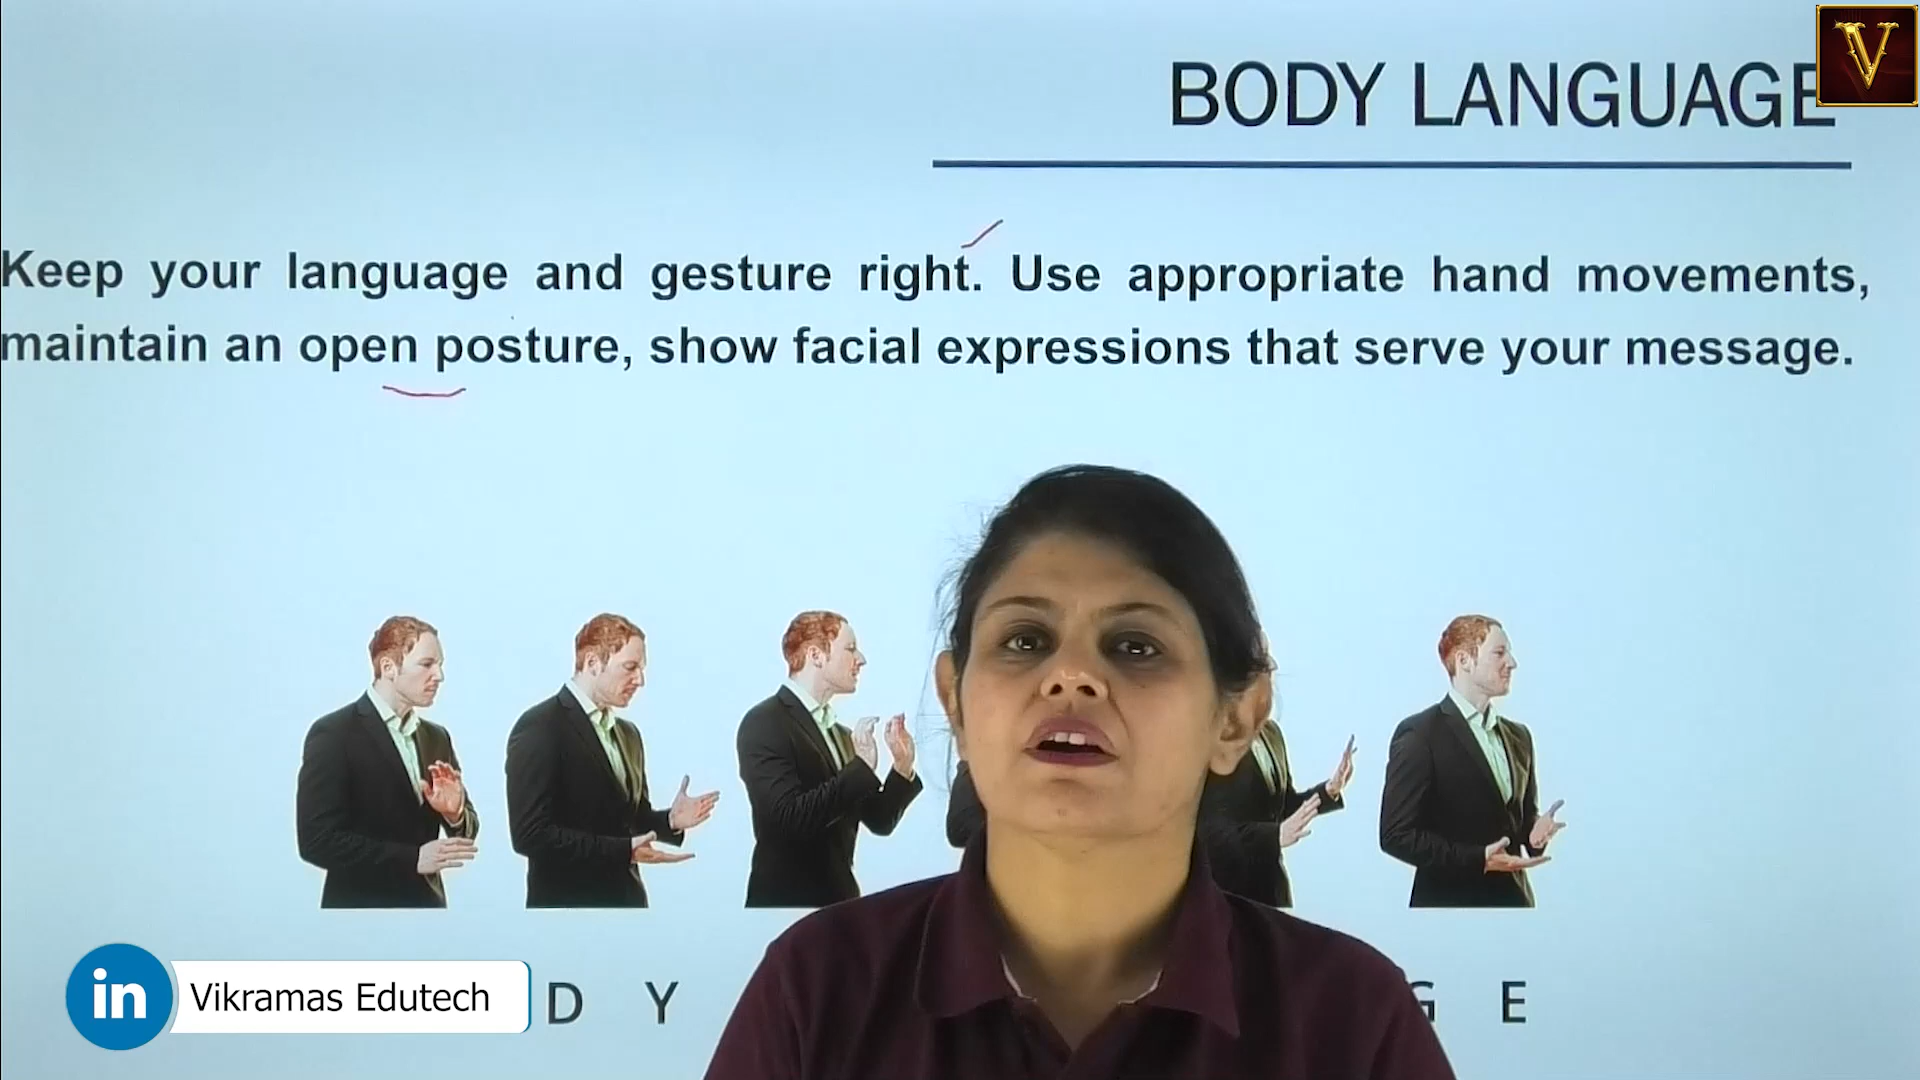 V
BODY LANGUAGE
Keep your language and gesture right. Use appropriate hand movements,
maintain an open posture, show facial expressions that serve your message.
in Vikramas Edutech
D Y G E